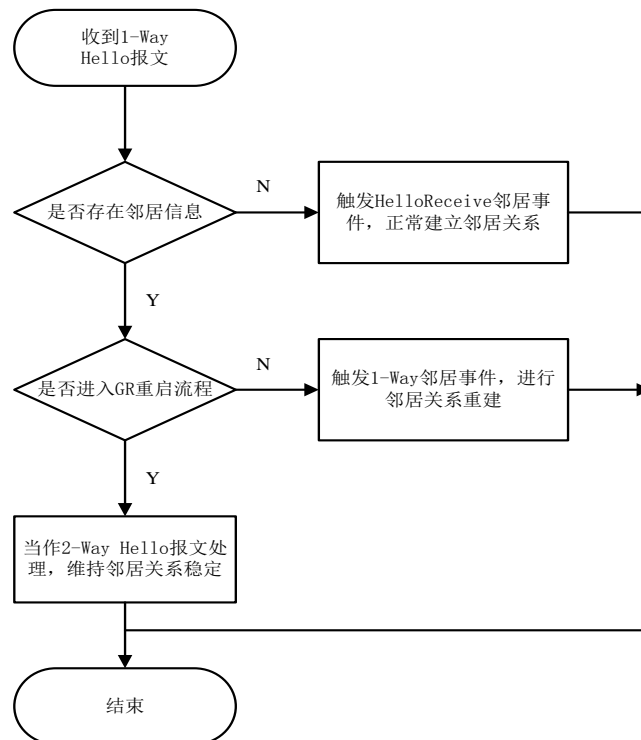 收到1-Way
Hello报文
是否存在邻居信息
N
触发HelloReceive邻居事
件，正常建立邻居关系
Y
是否进入GR重启流程
N
触发1-Way邻居事件，进行
邻居关系重建
Y
当作2-Way Hello报文处
理，维持邻居关系稳定
结束